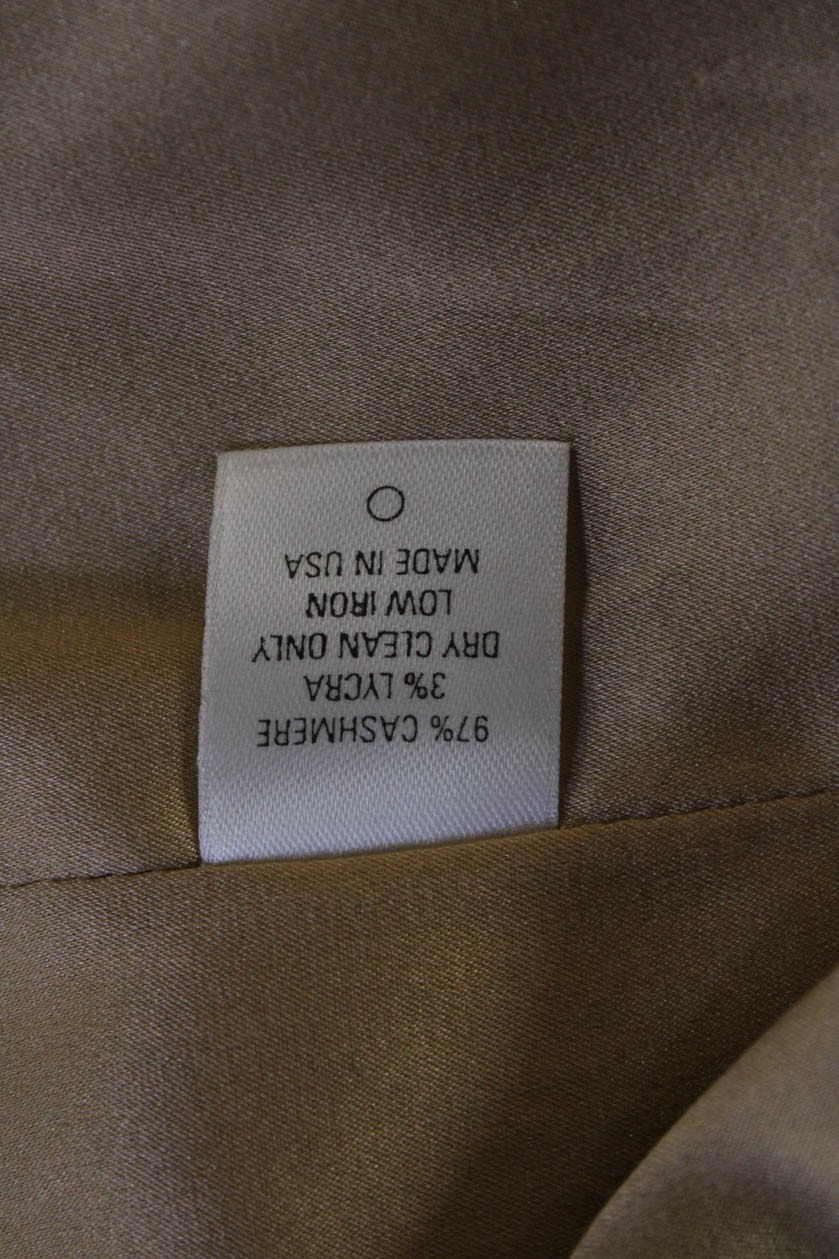 97% CASHMERE
3% LYCRA
DRY CLEAN ONLY
LOW IRON
MADE IN USA